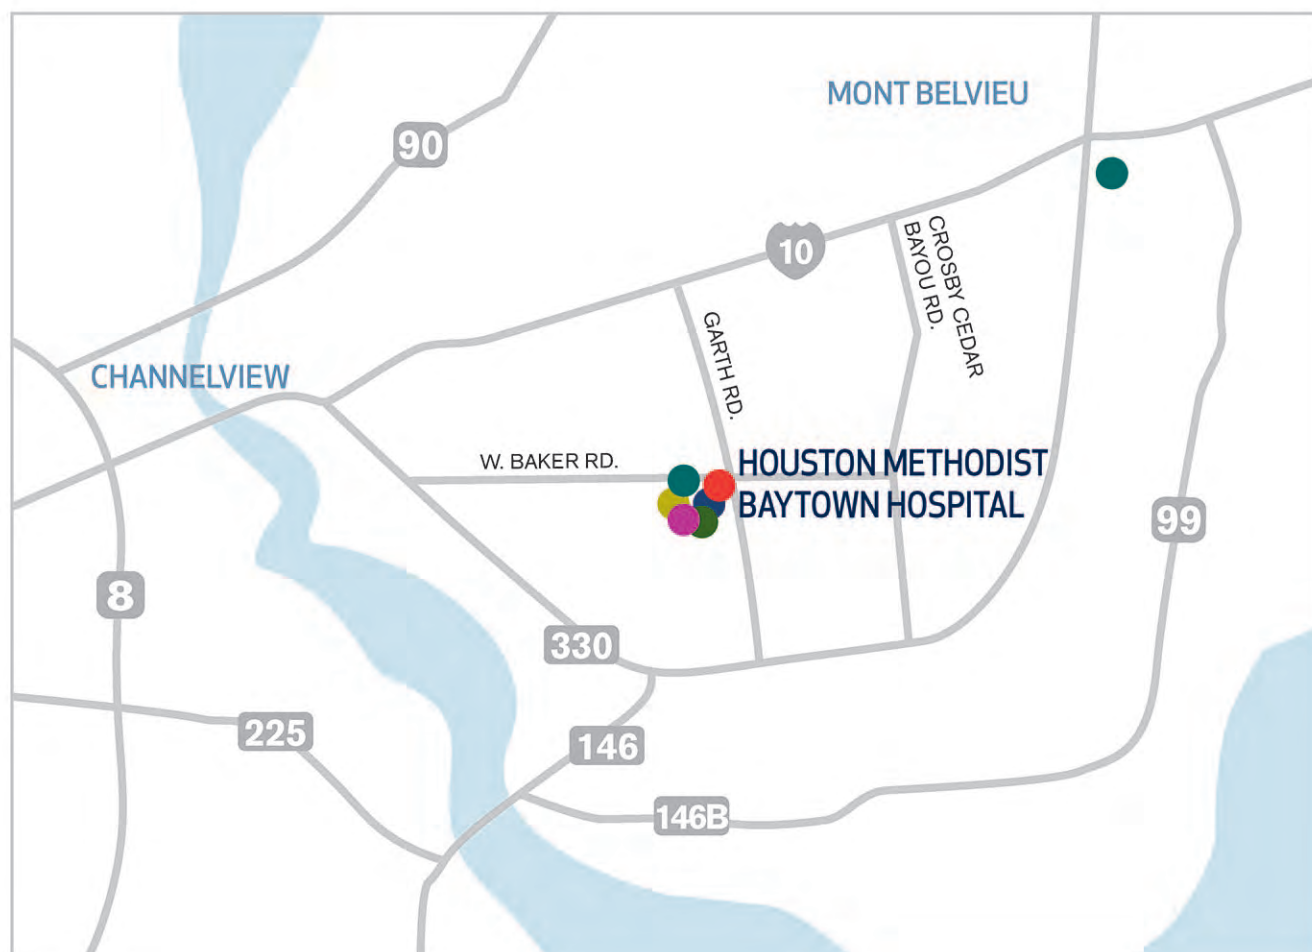 MONT BELVIEU
90
10
CROSBY CEDAR
BAYOU RD.
GARTH RD.
CHANNELVIEW
W. BAKER RD.
HOUSTON METHODIST
BAYTOWN HOSPITAL
99
8
330
225
146
146B